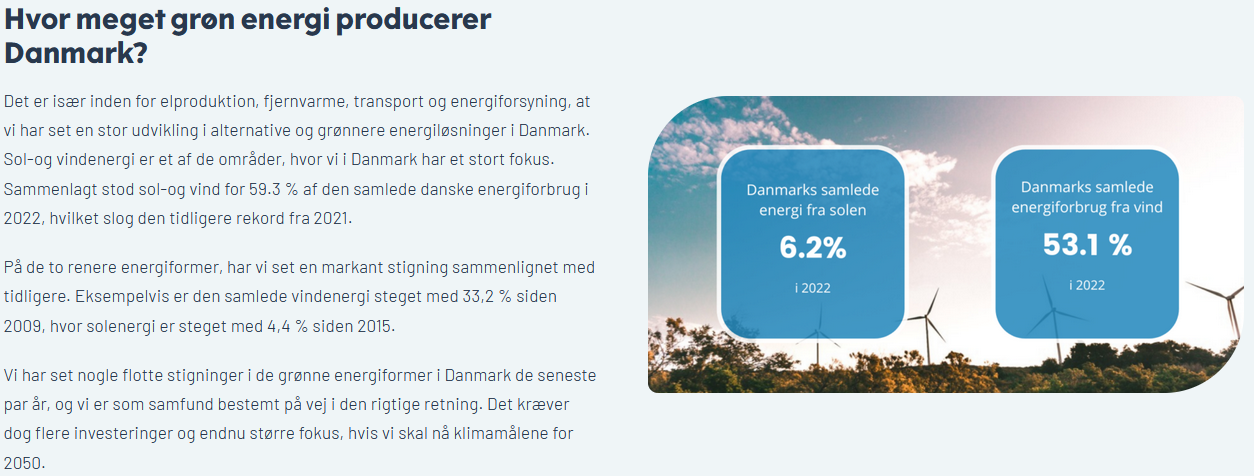 Hvor meget grøn energi producerer
Danmark?
Det er især inden for elproduktion, fjernvarme, transport og energiforsyning, at
vi har set en stor udvikling i alternative og grønnere energiløsninger i Danmark.
Sol-og vindenergi er et af de områder, hvor vi i Danmark har et stort fokus.
Sammenlagt stod sol-og vind for 59.3 % af den samlede danske energiforbrug i
2022, hvilket slog den tidligere rekord fra 2021.
På de to renere energiformer, har vi set en markant stigning sammenlignet med
tidligere. Eksempelvis er den samlede vindenergi steget med 33,2 % siden
2009, hvor solenergi er steget med 4,4 % siden 2015.
Vi har set nogle flotte stigninger i de grønne energiformer i Danmark de seneste
par år, og vi er som samfund bestemt på vej i den rigtige retning. Det kræver
dog flere investeringer og endnu større fokus, hvis vi skal nå klimamålene for
2050.
Danmarks samlede
energi fra solen
6.2%
i 2022
Danmarks samlede
energiforbrug fra vind
53.1 %
i 2022